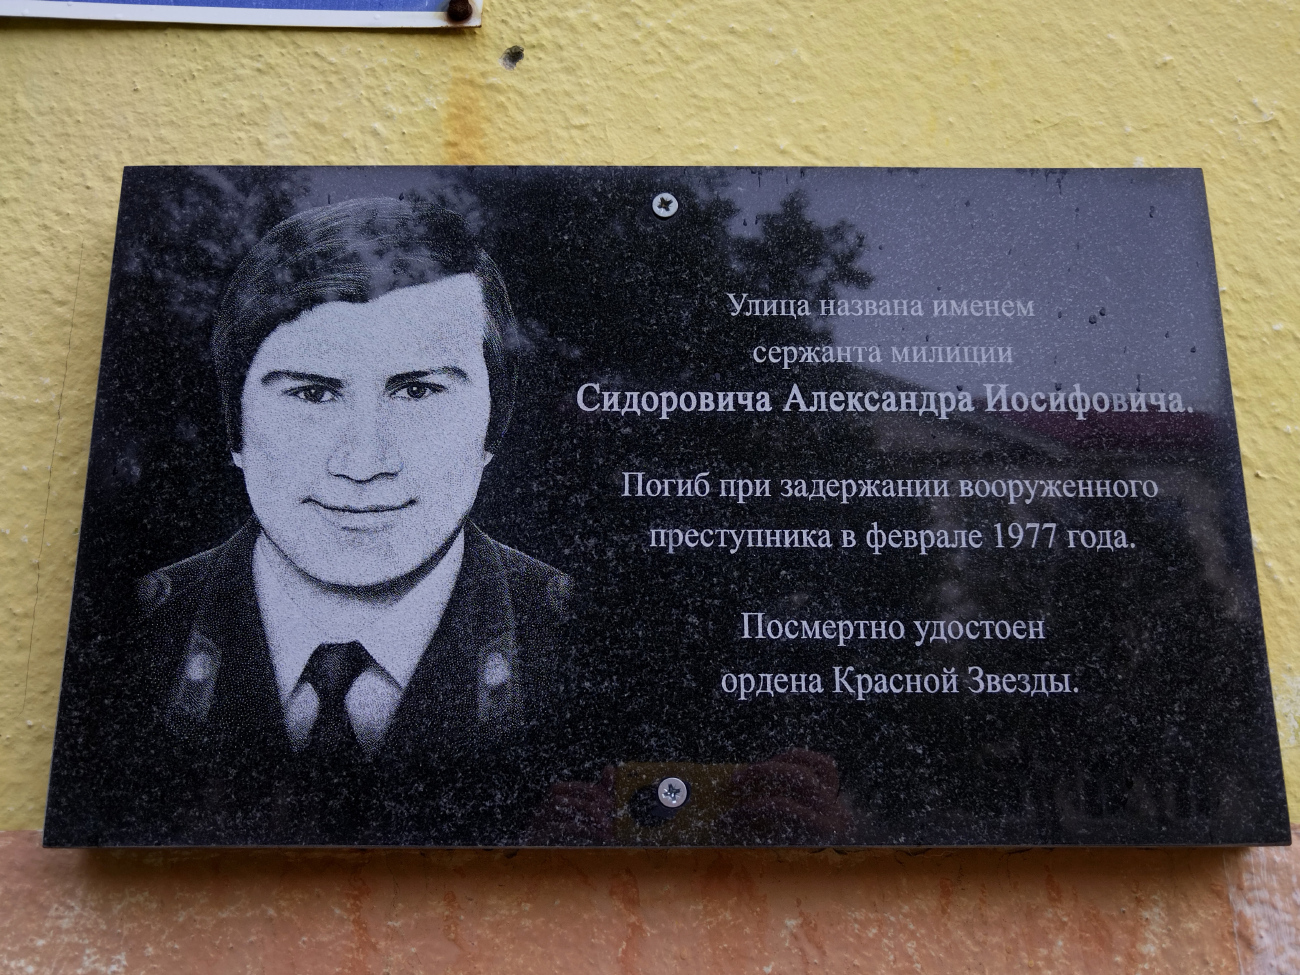 Улица названа именем
сержанта милиции
Сидоровича Александра Иосифовича.
Погиб при задержании вооруженного
преступника в феврале 1977 года.
Посмертно удостоен
ордена Красной Звезды.